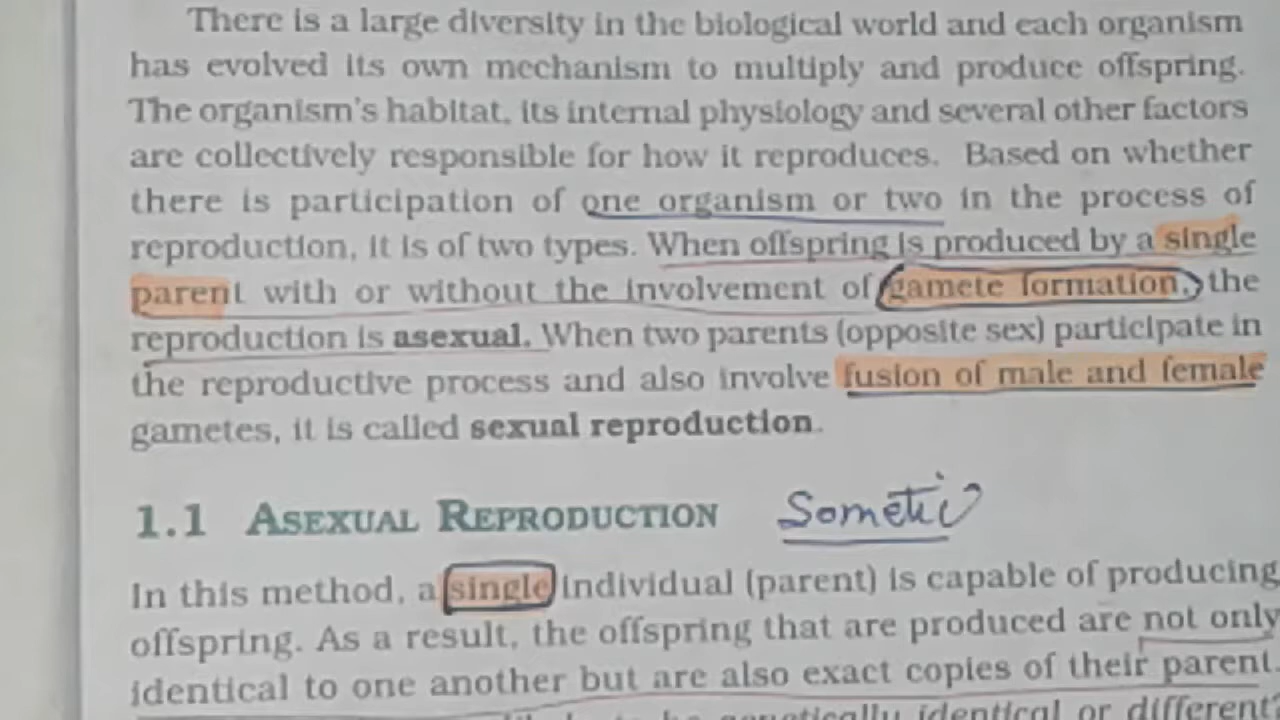 There is a large diversity in the biological world and each organism
has evolved its own mechanism to multiply and produce offspring.
The organism's habitat, its internal physiology and several other factors
are collectively responsible for how it reproduces. Based on whether
there is participation of one organism or two in the process of
reproduction, it is of two types. When offspring is produced by a single
parent with or without the involvement of gamete formation, the
reproduction is asexual. When two parents (opposite sex) participate in
the reproductive process and also involve fusion of male and female
gametes, it is called sexual reproduction.
1.1 ASEXUAL REPRODUCTION Sometic
In this method, a single individual (parent) is capable of producing
offspring. As a result, the offspring that are produced are not only
identical to one another but are also exact copies of their parent.
genetically identical or different?